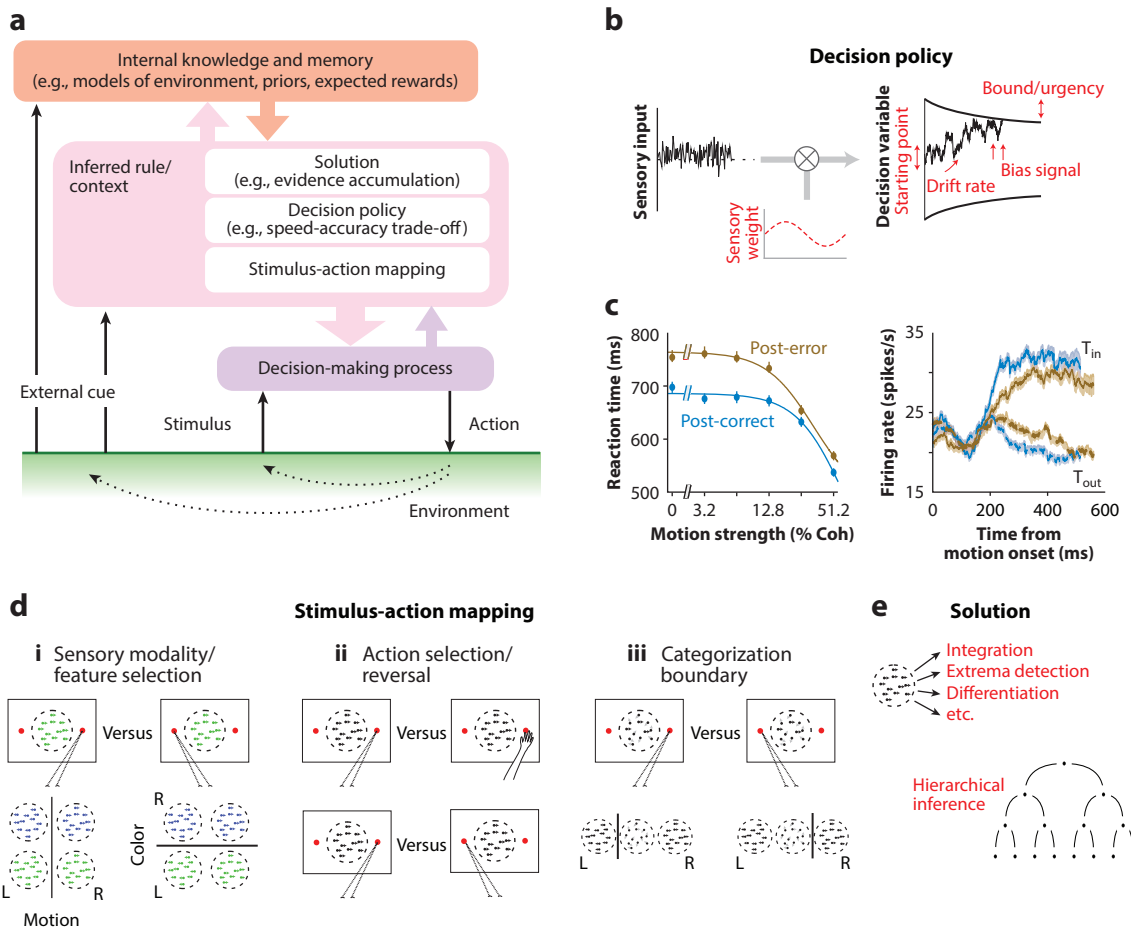 a
Internal knowledge and memory
(e.g., models of environment, priors, expected rewards)
Inferred rule/
context
Solution
(e.g., evidence accumulation)
Decision policy
(e.g., speed-accuracy trade-off)
Stimulus-action mapping
Decision-making process
External cue
Stimulus
Action
Environment
b
Decision policy
Sensory input
Sensory
weight
Decision variable
Starting point
Bound/urgency
Bias signal
Drift rate
c
Reaction time (ms)
800
700
600
500
Post-error
Post-correct
0
3.2
12.8
51.2
Motion strength (% Coh)
Firing rate (spikes/s)
35
25
15
Tin
Tout
0
200
400
600
Time from
motion onset (ms)
d
Stimulus-action mapping
i Sensory modality/
feature selection
Versus
L
R
Motion
Color
R
L
ii Action selection/
reversal
Versus
Versus
iii Categorization
boundary
Versus
L
R
L
R
e
Solution
Integration
Extrema detection
Differentiation
etc.
Hierarchical
inference